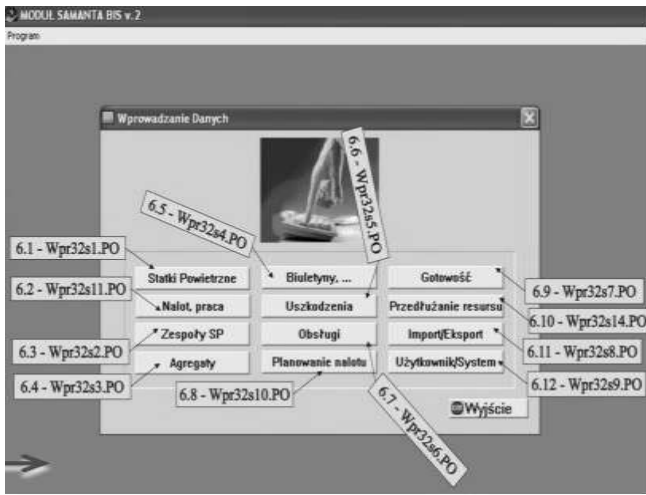 MODUŁ SAMANTA BIS v.2
Program
Wprowadzanie Danych
6.6 - Wpr32s5.PO
6.5 - Wpr32s4.PO
6.1 - Wpr32s1.PO
Statki Powietrzne
Biuletyny, ...
Gotowość
6.9 - Wpr32s7.PO
6.2 - Wpr32s11.PO
Nalot, praca
Uszkodzenia
Przedłużanie resursu
6.10 - Wpr32s14.PO
6.3 - Wpr32s2.PO
Zespoły SP
Obsługi
Import/Eksport
6.11 - Wpr32s8.PO
6.4 - Wpr32s3.PO
Agregaty
Planowanie nalotu
Użytkownik/System
6.12 - Wpr32s9.PO
6.8 - Wpr32s10.PO
6.7 - Wpr32s6.PO
Wyjście